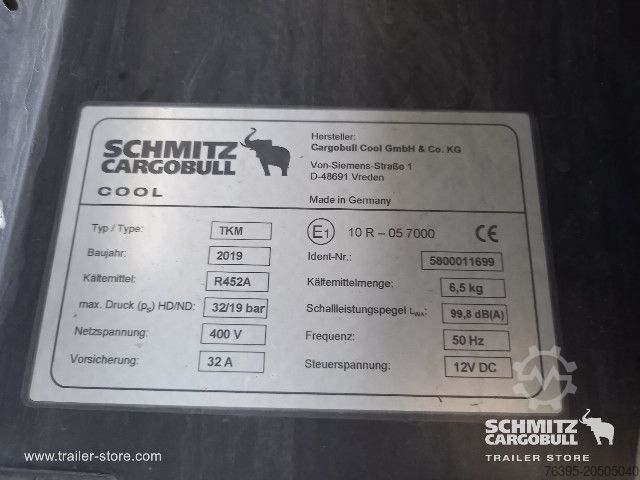 SCHMITZ
CARGOBULL
COOL
Hersteller:
Cargobull Cool GmbH & Co. KG
Von-Siemens-Straße 1
D-48691 Vreden
Made in Germany
Typ / Type: TKM
E1 10 R – 05 7000 CE
Baujahr: 2019
Ident-Nr.: 5800011699
Kältemittel: R452A
Kältemittelmenge: 6,5 kg
max. Druck (ps) HD/ND: 32/19 bar
Schallleistungspegel LWA: 99,8 dB(A)
Netzspannung: 400 V
Frequenz: 50 Hz
Vorsicherung: 32 A
Steuerspannung: 12V DC
www.trailer-store.com
SCHMITZ
CARGOBULL
TRAILER STORE
76395-20505040